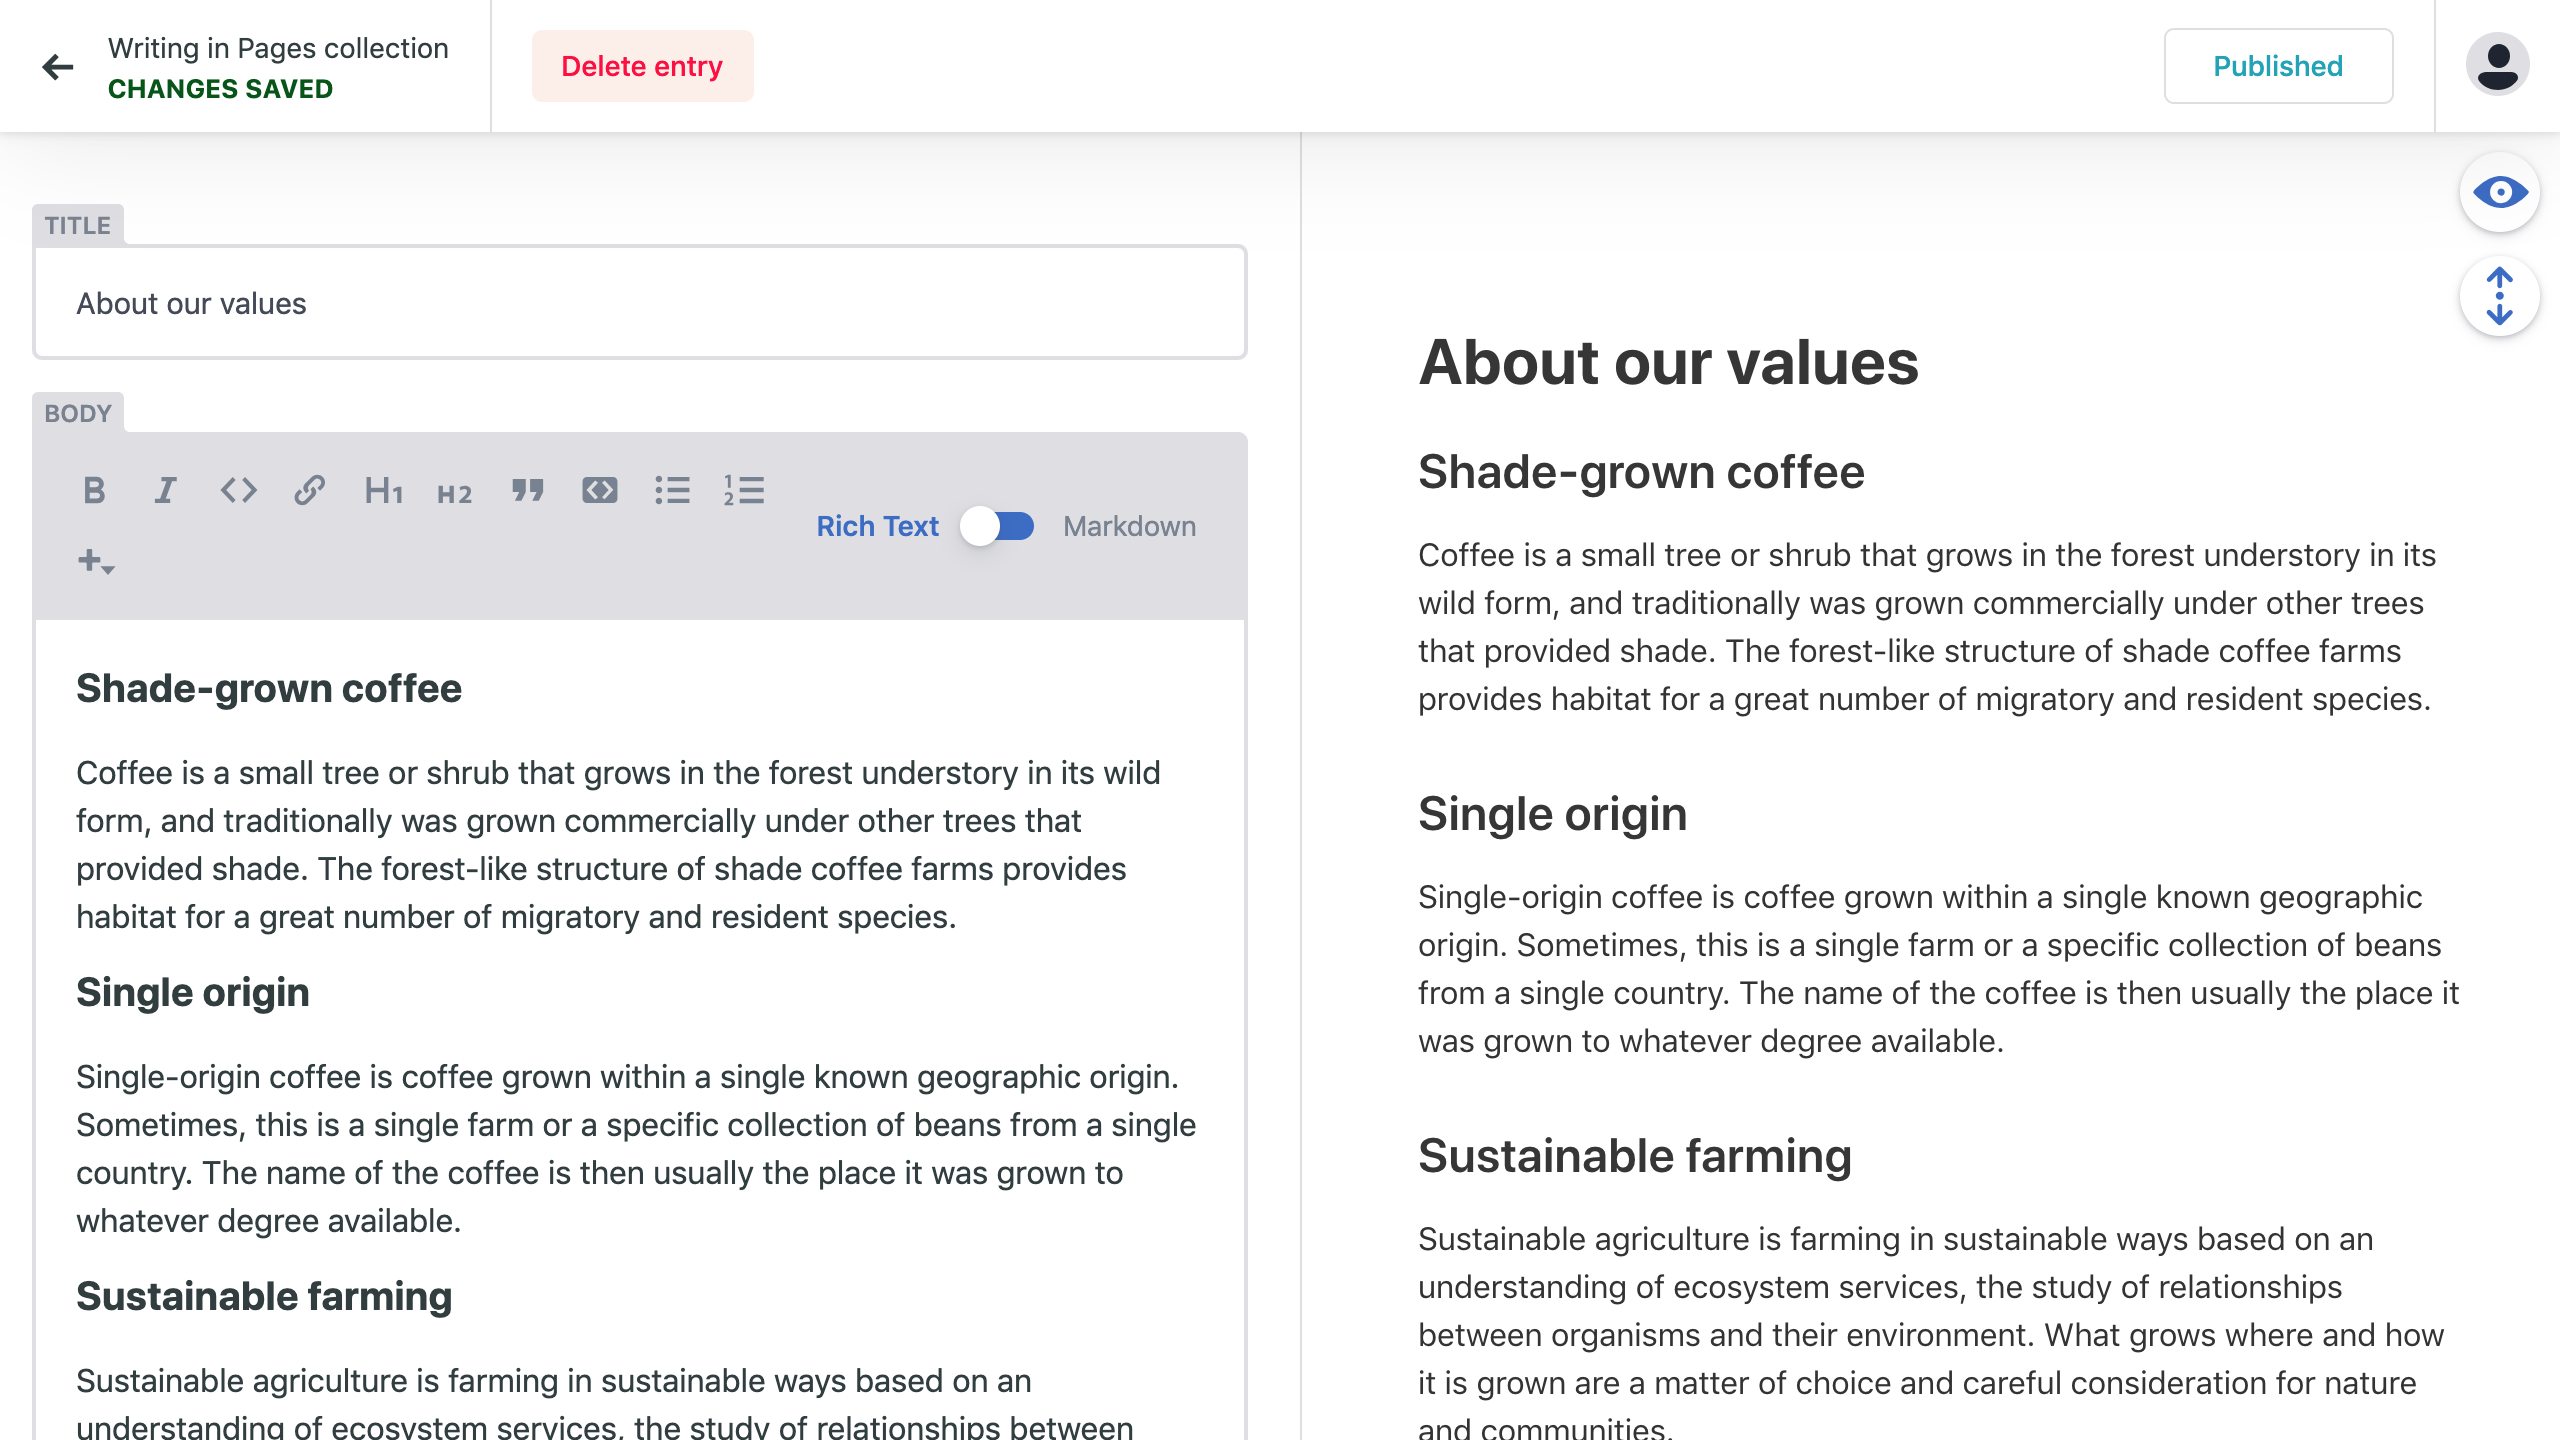 Writing in Pages collection
CHANGES SAVED
Delete entry
Published
TITLE
About our values
BODY
B I H1 H2
Rich Text Markdown
Shade-grown coffee
Coffee is a small tree or shrub that grows in the forest understory in its wild
form, and traditionally was grown commercially under other trees that
provided shade. The forest-like structure of shade coffee farms provides
habitat for a great number of migratory and resident species.
Single origin
Single-origin coffee is coffee grown within a single known geographic origin.
Sometimes, this is a single farm or a specific collection of beans from a single
country. The name of the coffee is then usually the place it was grown to
whatever degree available.
Sustainable farming
Sustainable agriculture is farming in sustainable ways based on an
understanding of ecosystem services, the study of relationships between
About our values
Shade-grown coffee
Coffee is a small tree or shrub that grows in the forest understory in its
wild form, and traditionally was grown commercially under other trees
that provided shade. The forest-like structure of shade coffee farms
provides habitat for a great number of migratory and resident species.
Single origin
Single-origin coffee is coffee grown within a single known geographic
origin. Sometimes, this is a single farm or a specific collection of beans
from a single country. The name of the coffee is then usually the place it
was grown to whatever degree available.
Sustainable farming
Sustainable agriculture is farming in sustainable ways based on an
understanding of ecosystem services, the study of relationships
between organisms and their environment. What grows where and how
it is grown are a matter of choice and careful consideration for nature
and communities.